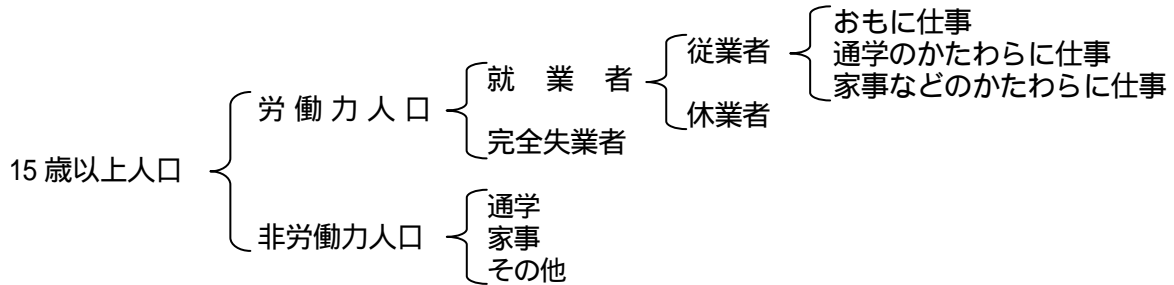 おもに仕事
従業者
通学のかたわらに仕事
就 業 者
家事などのかたわらに仕事
労 働 力 人 口
休業者
完全失業者
15 歳以上人口
通学
非労働力人口
家事
その他